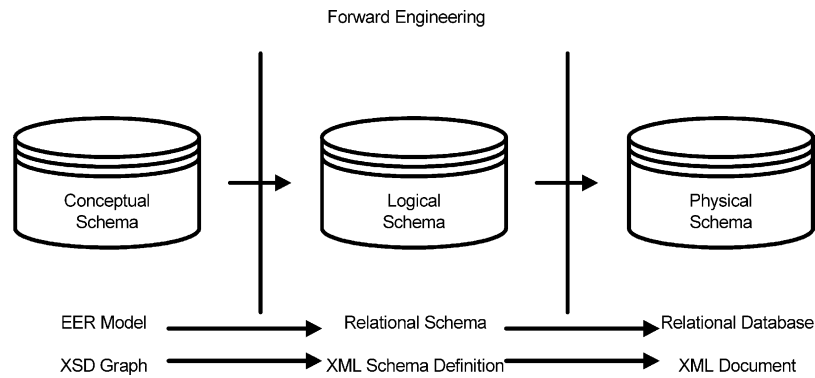 Forward Engineering
Conceptual
Schema
Logical
Schema
Physical
Schema
EER Model
Relational Schema
Relational Database
XSD Graph
XML Schema Definition
XML Document